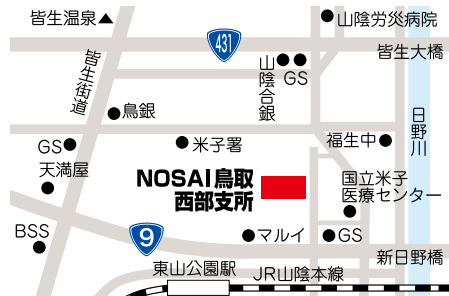 皆生温泉▲
山陰労災病院
431
皆生大橋
皆生街道
山陰合銀
GS
日野川
鳥銀
GS
米子署
福生中
天満屋
NOSAI鳥取
西部支所
国立米子
医療センター
BSS
9
マルイ
GS
新日野橋
東山公園駅
JR山陰本線